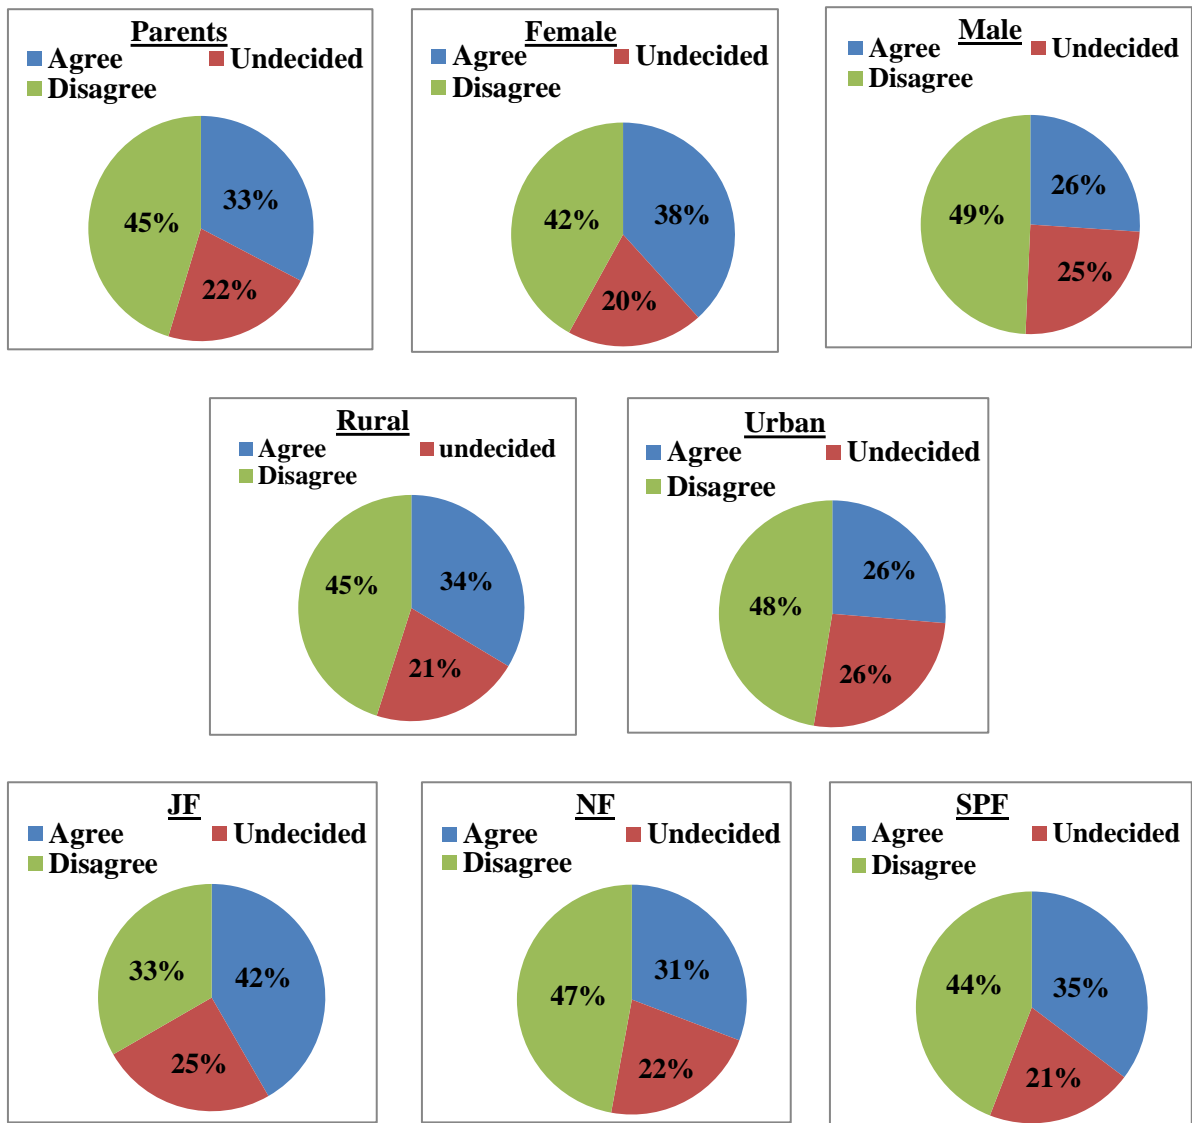 Parents
Agree Undecided
Disagree
33%
45%
22%
Female
Agree Undecided
Disagree
38%
42%
20%
Male
Agree Undecided
Disagree
26%
49%
25%
Rural
Agree undecided
Disagree
34%
45%
21%
Urban
Agree Undecided
Disagree
26%
48%
26%
JF
Agree Undecided
Disagree
33% 42%
25%
NF
Agree Undecided
Disagree
31%
47%
22%
SPF
Agree Undecided
Disagree
44% 35%
21%